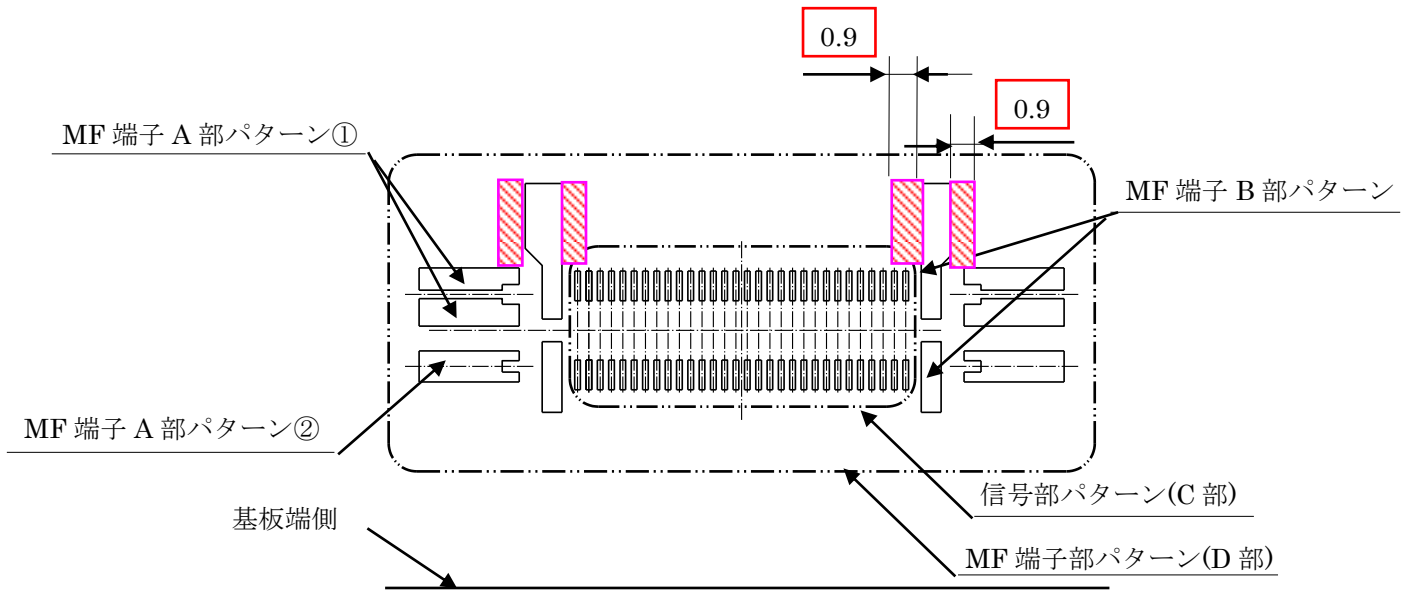 0.9
0.9
MF 端子 A 部パターン①
MF 端子 B 部パターン
MF 端子 A 部パターン②
信号部パターン(C 部)
基板端側
MF 端子部パターン(D 部)